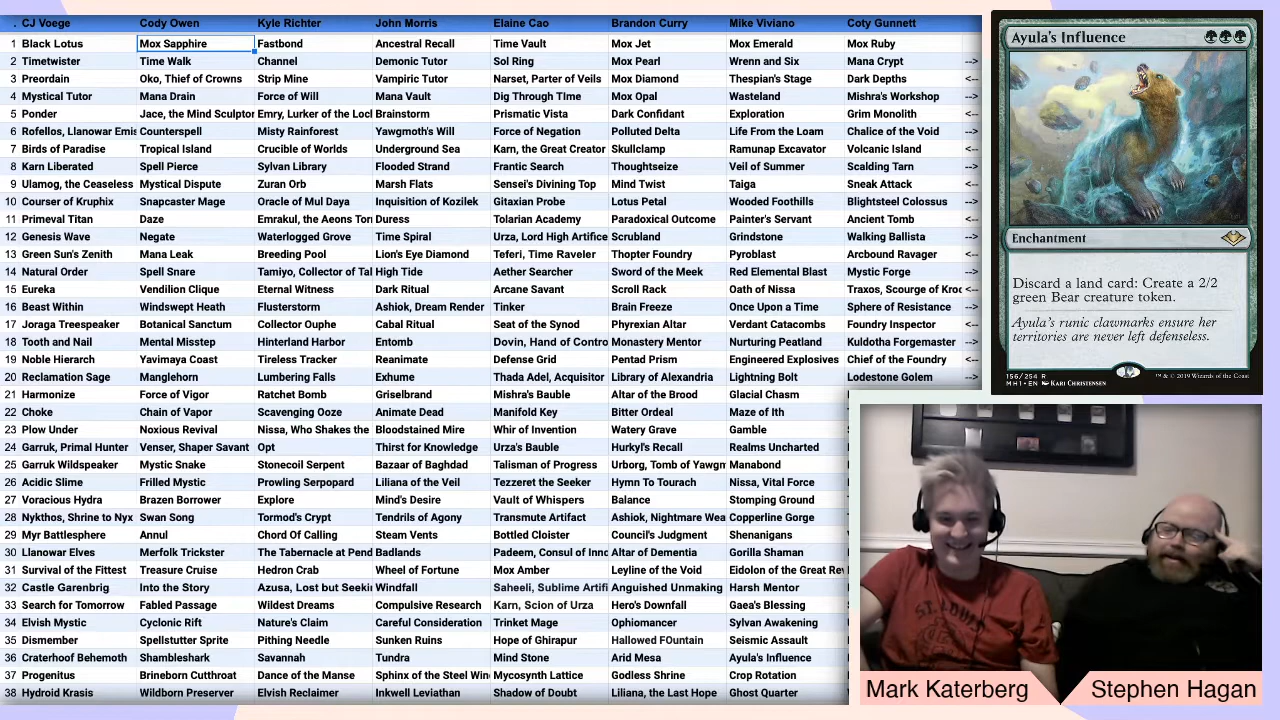 . CJ Voege Cody Owen Kyle Richter John Morris Elaine Cao Brandon Curry Mike Viviano Coty Gunnett
1 Black Lotus Mox Sapphire Fastbond Ancestral Recall Time Vault Mox Jet Mox Emerald Mox Ruby
2 Timetwister Time Walk Channel Demonic Tutor Sol Ring Mox Pearl Wrenn and Six Mana Crypt -->
3 Preordain Oko, Thief of Crowns Strip Mine Vampiric Tutor Narset, Parter of Veils Mox Diamond Thespian's Stage Dark Depths <--
4 Mystical Tutor Mana Drain Force of Will Mana Vault Dig Through TIme Mox Opal Wasteland Mishra's Workshop -->
5 Ponder Jace, the Mind Sculptor Emry, Lurker of the Loch Brainstorm Prismatic Vista Dark Confidant Exploration Grim Monolith <--
6 Rofellos, Llanowar Emis Counterspell Misty Rainforest Yawgmoth's Will Force of Negation Polluted Delta Life From the Loam Chalice of the Void -->
7 Birds of Paradise Tropical Island Crucible of Worlds Underground Sea Karn, the Great Creator Skullclamp Ramunap Excavator Volcanic Island <--
8 Karn Liberated Spell Pierce Sylvan Library Flooded Strand Frantic Search Thoughtseize Veil of Summer Scalding Tarn -->
9 Ulamog, the Ceaseless Mystical Dispute Zuran Orb Marsh Flats Sensei's Divining Top Mind Twist Taiga Sneak Attack <--
10 Courser of Kruphix Snapcaster Mage Oracle of Mul Daya Inquisition of Kozilek Gitaxian Probe Lotus Petal Wooded Foothills Blightsteel Colossus -->
11 Primeval Titan Daze Emrakul, the Aeons Torn Duress Tolarian Academy Paradoxical Outcome Painter's Servant Ancient Tomb <--
12 Genesis Wave Negate Waterlogged Grove Time Spiral Urza, Lord High Artifice Scrubland Grindstone Walking Ballista -->
13 Green Sun's Zenith Mana Leak Breeding Pool Lion's Eye Diamond Teferi, Time Raveler Thopter Foundry Pyroblast Arcbound Ravager <--
14 Natural Order Spell Snare Tamiyo, Collector of Tal High Tide Aether Searcher Sword of the Meek Red Elemental Blast Mystic Forge -->
15 Eureka Vendilion Clique Eternal Witness Dark Ritual Arcane Savant Scroll Rack Oath of Nissa Traxos, Scourge of Kroo <--
16 Beast Within Windswept Heath Flusterstorm Ashiok, Dream Render Tinker Brain Freeze Once Upon a Time Sphere of Resistance -->
17 Joraga Treespeaker Botanical Sanctum Collector Ouphe Cabal Ritual Seat of the Synod Phyrexian Altar Verdant Catacombs Foundry Inspector <--
18 Tooth and Nail Mental Misstep Hinterland Harbor Entomb Dovin, Hand of Contro Monastery Mentor Nurturing Peatland Kuldotha Forgemaster -->
19 Noble Hierarch Yavimaya Coast Tireless Tracker Reanimate Defense Grid Pentad Prism Engineered Explosives Chief of the Foundry <--
20 Reclamation Sage Manglehorn Lumbering Falls Exhume Thada Adel, Acquisitor Library of Alexandria Lightning Bolt Lodestone Golem -->
21 Harmonize Force of Vigor Ratchet Bomb Griselbrand Mishra's Bauble Altar of the Brood Glacial Chasm
22 Choke Chain of Vapor Scavenging Ooze Animate Dead Manifold Key Bitter Ordeal Maze of Ith
23 Plow Under Noxious Revival Nissa, Who Shakes the Bloodstained Mire Whir of Invention Watery Grave Gamble
24 Garruk, Primal Hunter Venser, Shaper Savant Opt Thirst for Knowledge Urza's Bauble Hurkyl's Recall Realms Uncharted
25 Garruk Wildspeaker Mystic Snake Stonecoil Serpent Bazaar of Baghdad Talisman of Progress Urborg, Tomb of Yawgm Manabond
26 Acidic Slime Frilled Mystic Prowling Serpopard Liliana of the Veil Tezzeret the Seeker Hymn To Tourach Nissa, Vital Force
27 Voracious Hydra Brazen Borrower Explore Mind's Desire Vault of Whispers Balance Stomping Ground
28 Nykthos, Shrine to Nyx Swan Song Tormod's Crypt Tendrils of Agony Transmute Artifact Ashiok, Nightmare Wea Copperline Gorge
29 Myr Battlesphere Annul Chord Of Calling Steam Vents Bottled Cloister Council's Judgment Shenanigans
30 Llanowar Elves Merfolk Trickster The Tabernacle at Pend Badlands Padeem, Consul of Inno Altar of Dementia Gorilla Shaman
31 Survival of the Fittest Treasure Cruise Hedron Crab Wheel of Fortune Mox Amber Leyline of the Void Eidolon of the Great Rev
32 Castle Garenbrig Into the Story Azusa, Lost but Seekin Windfall Saheeli, Sublime Artifi Anguished Unmaking Harsh Mentor
33 Search for Tomorrow Fabled Passage Wildest Dreams Compulsive Research Karn, Scion of Urza Hero's Downfall Gaea's Blessing
34 Elvish Mystic Cyclonic Rift Nature's Claim Careful Consideration Trinket Mage Ophiomancer Sylvan Awakening
35 Dismember Spellstutter Sprite Pithing Needle Sunken Ruins Hope of Ghirapur Hallowed FOuntain Seismic Assault
36 Craterhoof Behemoth Shambleshark Savannah Tundra Mind Stone Arid Mesa Ayula's Influence
37 Progenitus Brineborn Cutthroat Dance of the Manse Sphinx of the Steel Win Mycosynth Lattice Godless Shrine Crop Rotation
38 Hydroid Krasis Wildborn Preserver Elvish Reclaimer Inkwell Leviathan Shadow of Doubt Liliana, the Last Hope Ghost Quarter
Ayula's Influence
Enchantment
Discard a land card: Create a 2/2
green Bear creature token.
Ayula's runic clawmarks ensure her
territories are never left defenseless.
156/254 R
MH1 • EN Kari Christensen
™ & © 2019 Wizards of the Coast
Mark Katerberg
Stephen Hagan